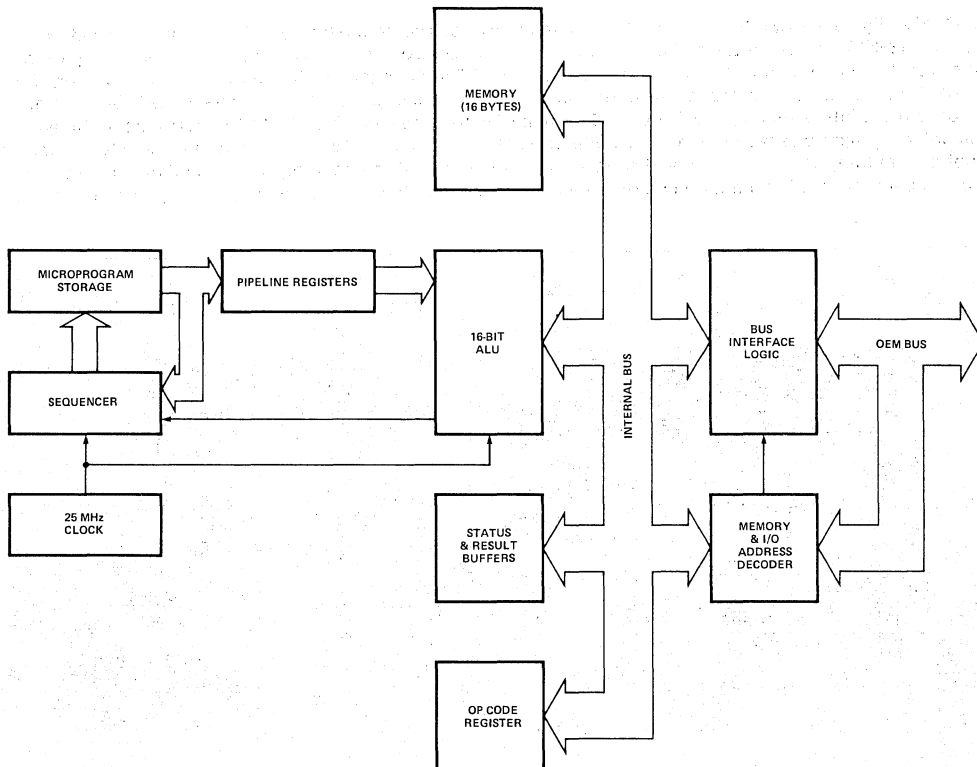 MEMORY
(16 BYTES)
MICROPROGRAM
STORAGE
PIPELINE REGISTERS
16-BIT
ALU
BUS
INTERFACE
LOGIC
OEM BUS
INTERNAL BUS
SEQUENCER
25 MHz
CLOCK
STATUS
& RESULT
BUFFERS
MEMORY
& I/O
ADDRESS
DECODER
OP CODE
REGISTER